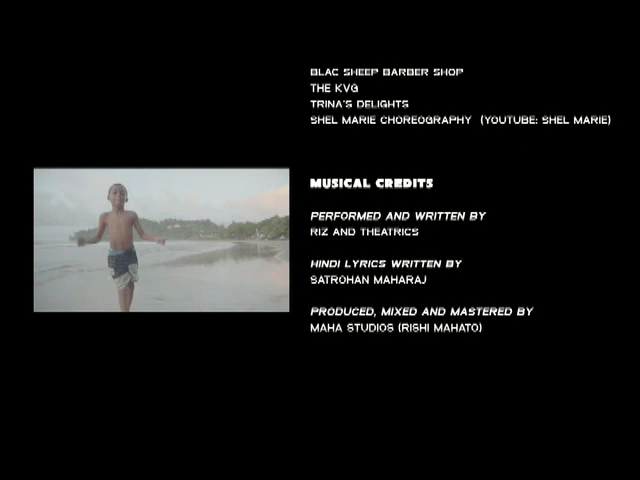 BLAC SHEEP BARBER SHOP
THE KVG
TRINA'S DELIGHTS
SHEL MARIE CHOREOGRAPHY (YOUTUBE: SHEL MARIE)
MUSICAL CREDITS
PERFORMED AND WRITTEN BY
RIZ AND THEATRICS
HINDI LYRICS WRITTEN BY
SATROHAN MAHARAJ
PRODUCED, MIXED AND MASTERED BY
MAHA STUDIOS (RISHI MAHATO)